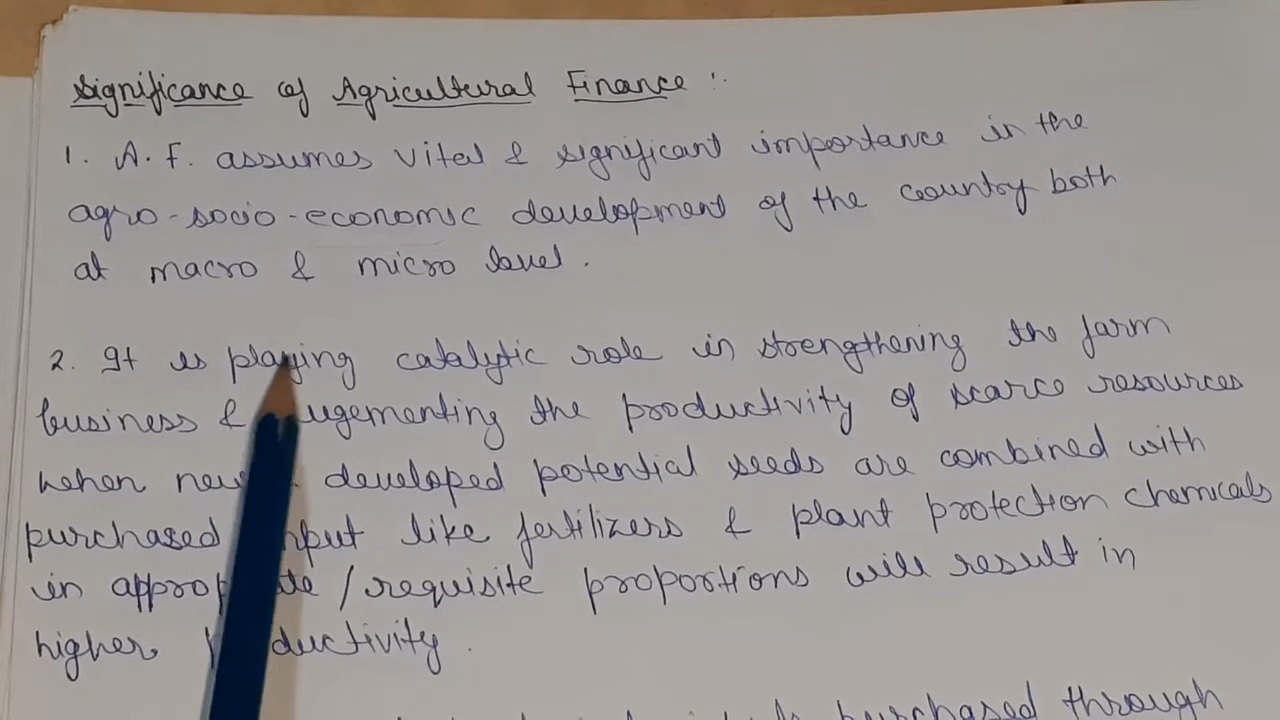 Significance of Agricultural Finance :.
1. A.F. assumes vital & significant importance in the
agro-socio-economic development of the country both
at macro & micro level.
2. It is playing catalytic role in strengthening the farm
business & ugementing the productivity of scarce resources
when developed potential seeds are combined with
purchased input like fertilizers & plant protection chemicals
in / requisite proportions will result in
higher
purchased through